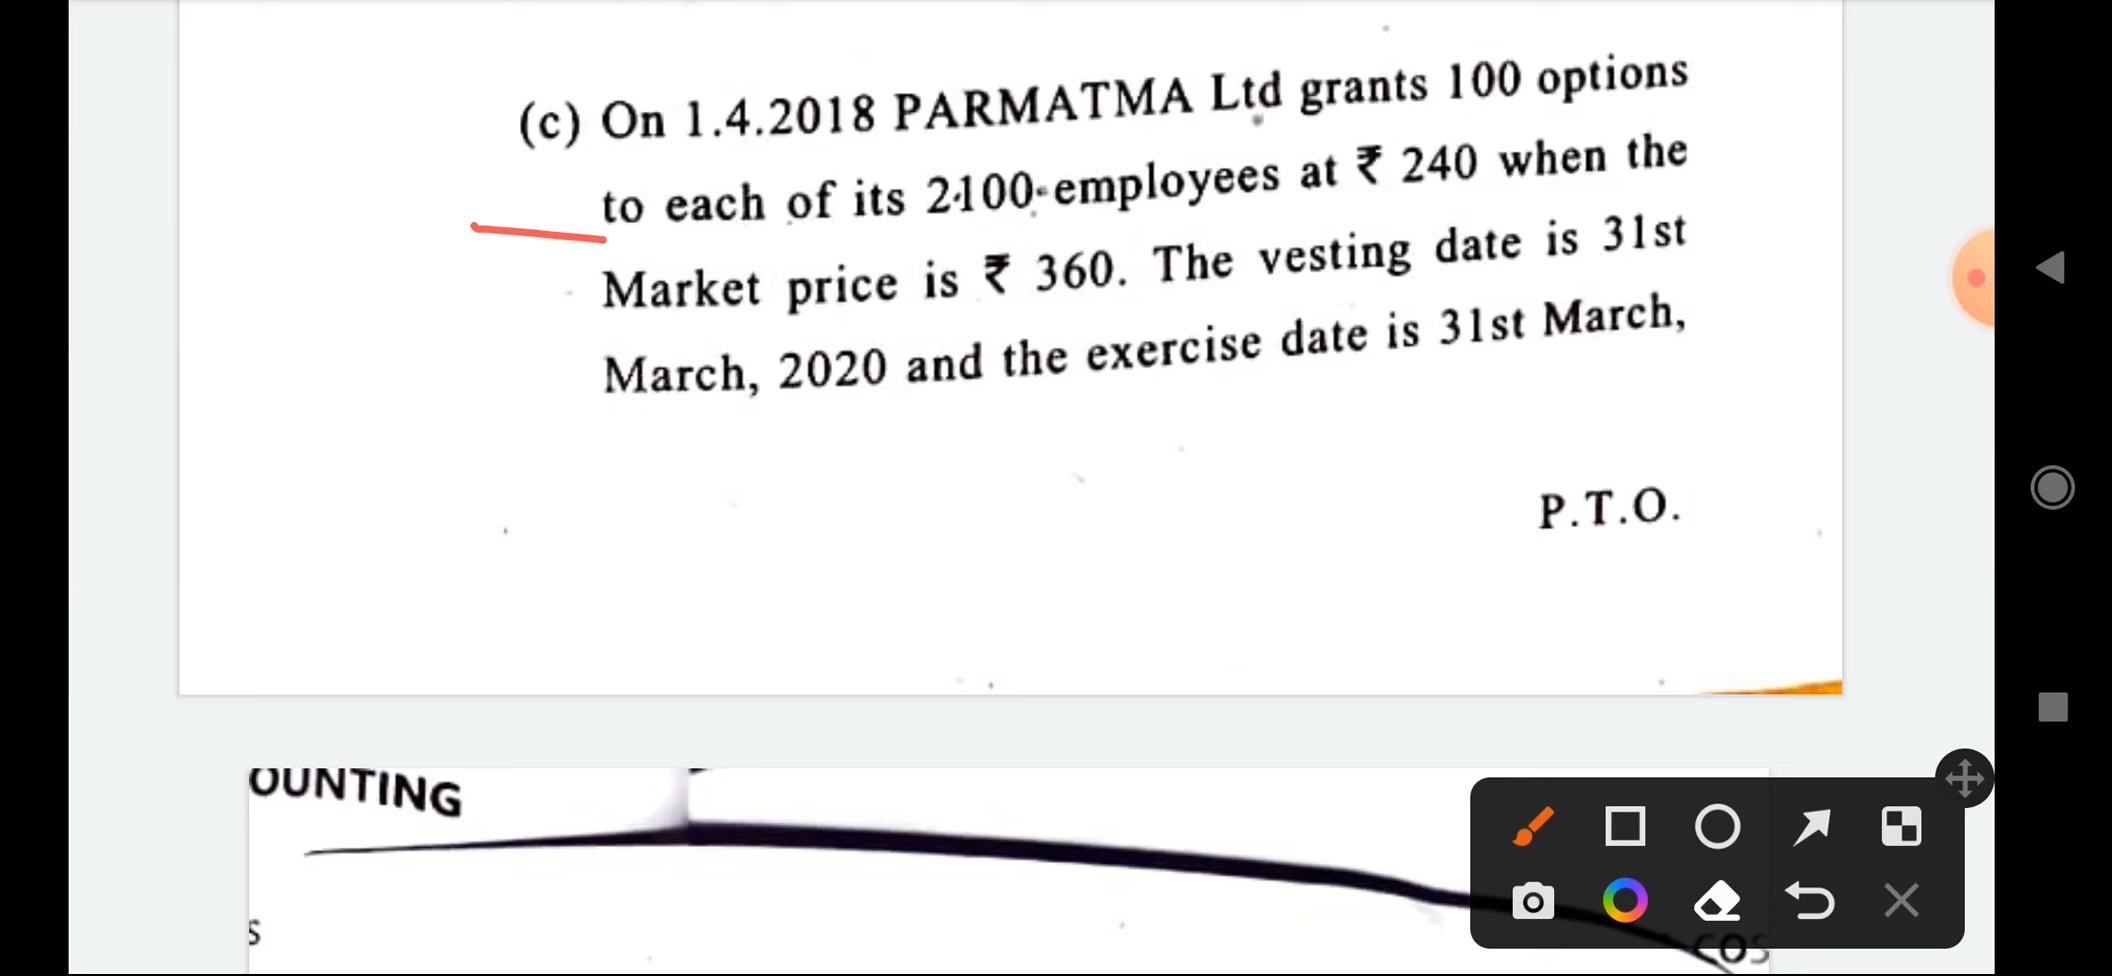 (c) On 1.4.2018 PARMATMA Ltd grants 100 options
to each of its 2100 employees at ₹ 240 when the
Market price is ₹ 360. The vesting date is 31st
March, 2020 and the exercise date is 31st March,
P.T.O.
OUNTING
S
COS